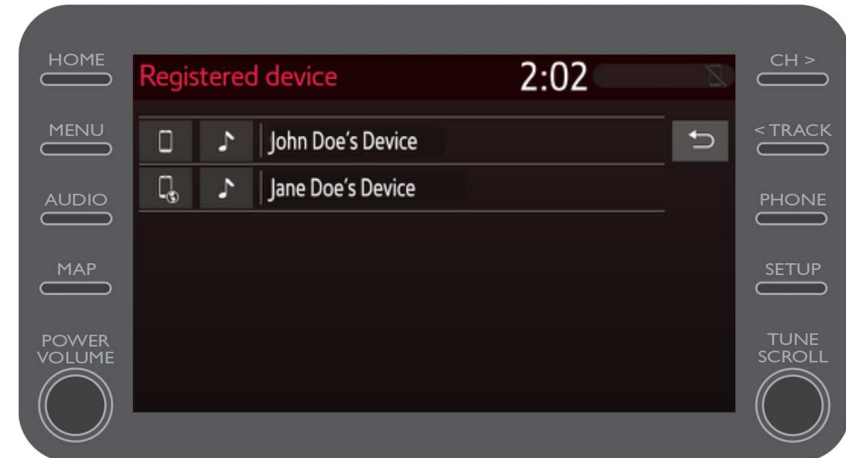 HOME
MENU
AUDIO
MAP
POWER
VOLUME
Registered device 2:02
John Doe's Device
Jane Doe's Device
CH >
< TRACK
PHONE
SETUP
TUNE
SCROLL